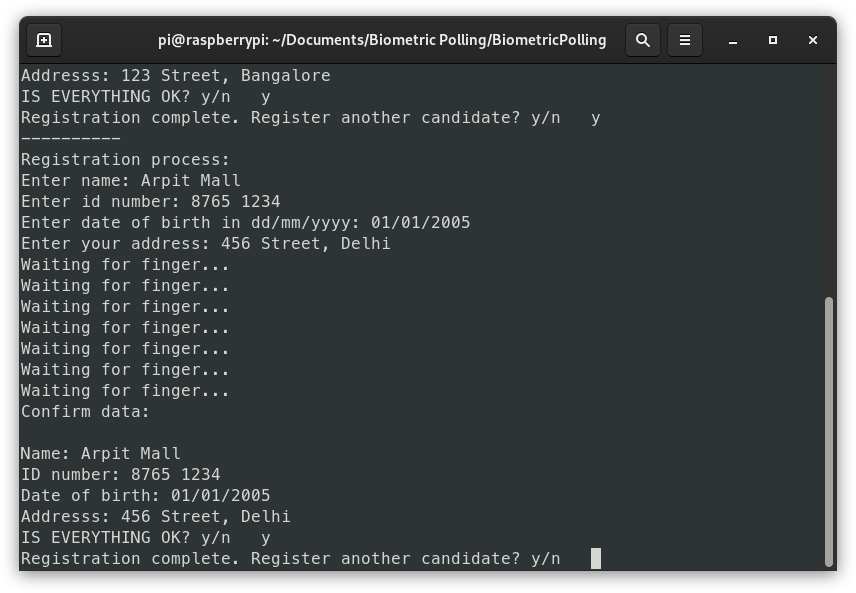 pi@raspberrypi: ~/Documents/Biometric Polling/BiometricPolling
Addresss: 123 Street, Bangalore
IS EVERYTHING OK? y/n   y
Registration complete. Register another candidate? y/n   y
----------
Registration process:
Enter name: Arpit Mall
Enter id number: 8765 1234
Enter date of birth in dd/mm/yyyy: 01/01/2005
Enter your address: 456 Street, Delhi
Waiting for finger...
Waiting for finger...
Waiting for finger...
Waiting for finger...
Waiting for finger...
Waiting for finger...
Waiting for finger...
Confirm data:

Name: Arpit Mall
ID number: 8765 1234
Date of birth: 01/01/2005
Addresss: 456 Street, Delhi
IS EVERYTHING OK? y/n   y
Registration complete. Register another candidate? y/n